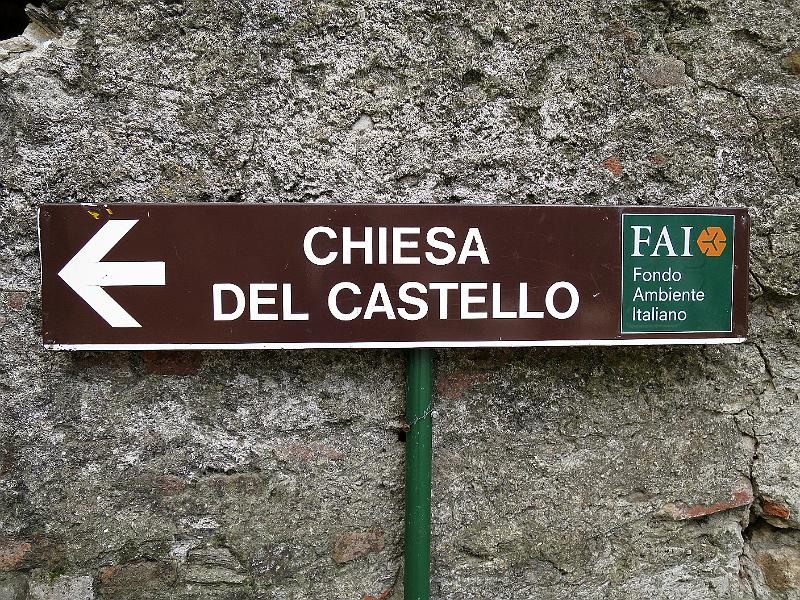 CHIESA
DEL CASTELLO
FAI
Fondo
Ambiente
Italiano